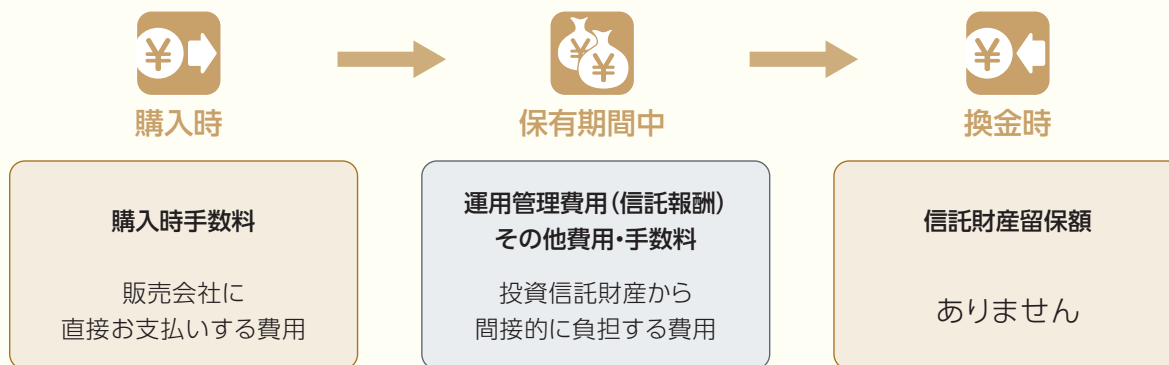 購入時
保有期間中
換金時
購入時手数料
販売会社に
直接お支払いする費用
運用管理費用(信託報酬)
その他費用・手数料
投資信託財産から
間接的に負担する費用
信託財産留保額
ありません